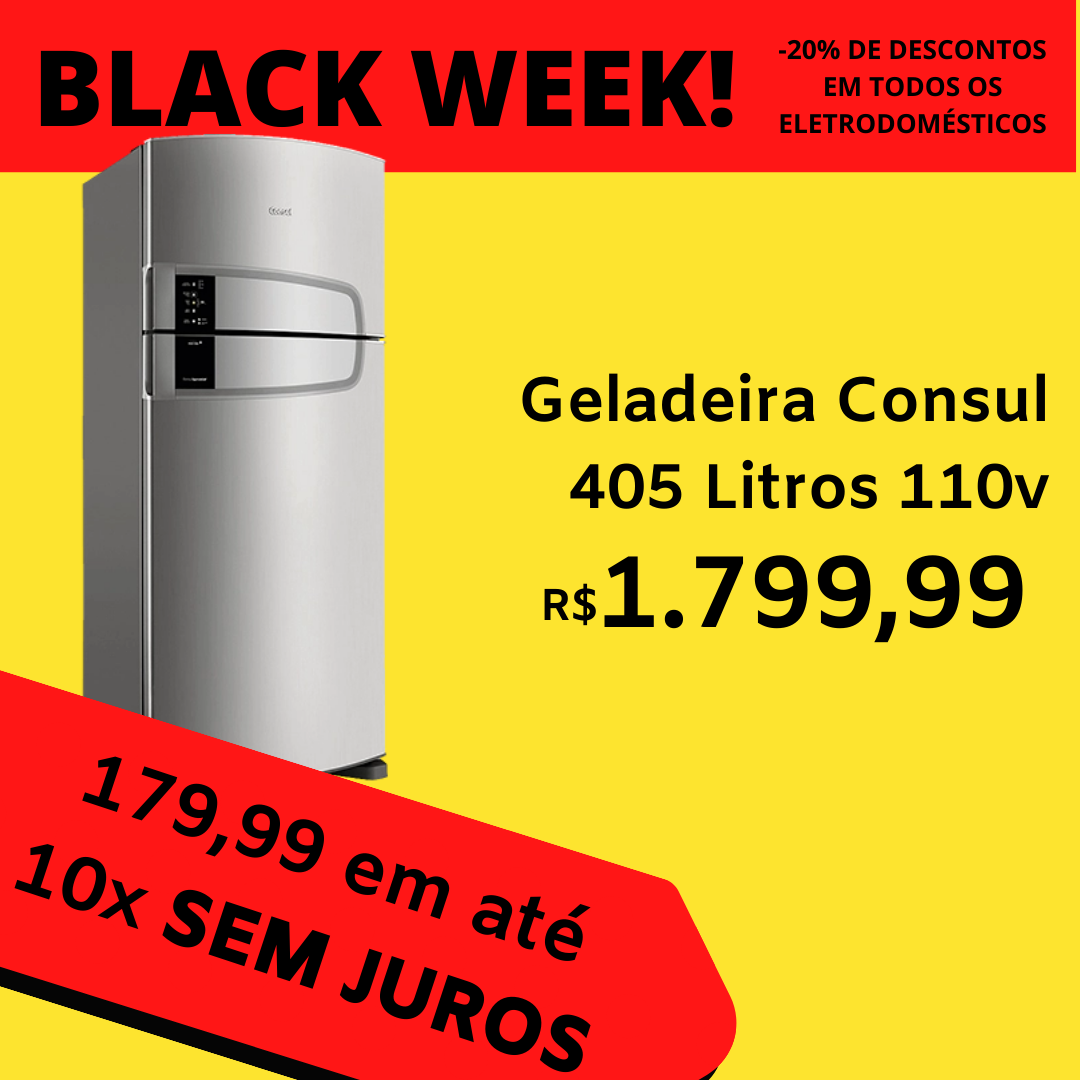 BLACK WEEK!
-20% DE DESCONTOS
EM TODOS OS
ELETRODOMÉSTICOS
Consul
Geladeira Consul
405 Litros 110v
R$1.799,99
179,99 em até
10x SEM JUROS